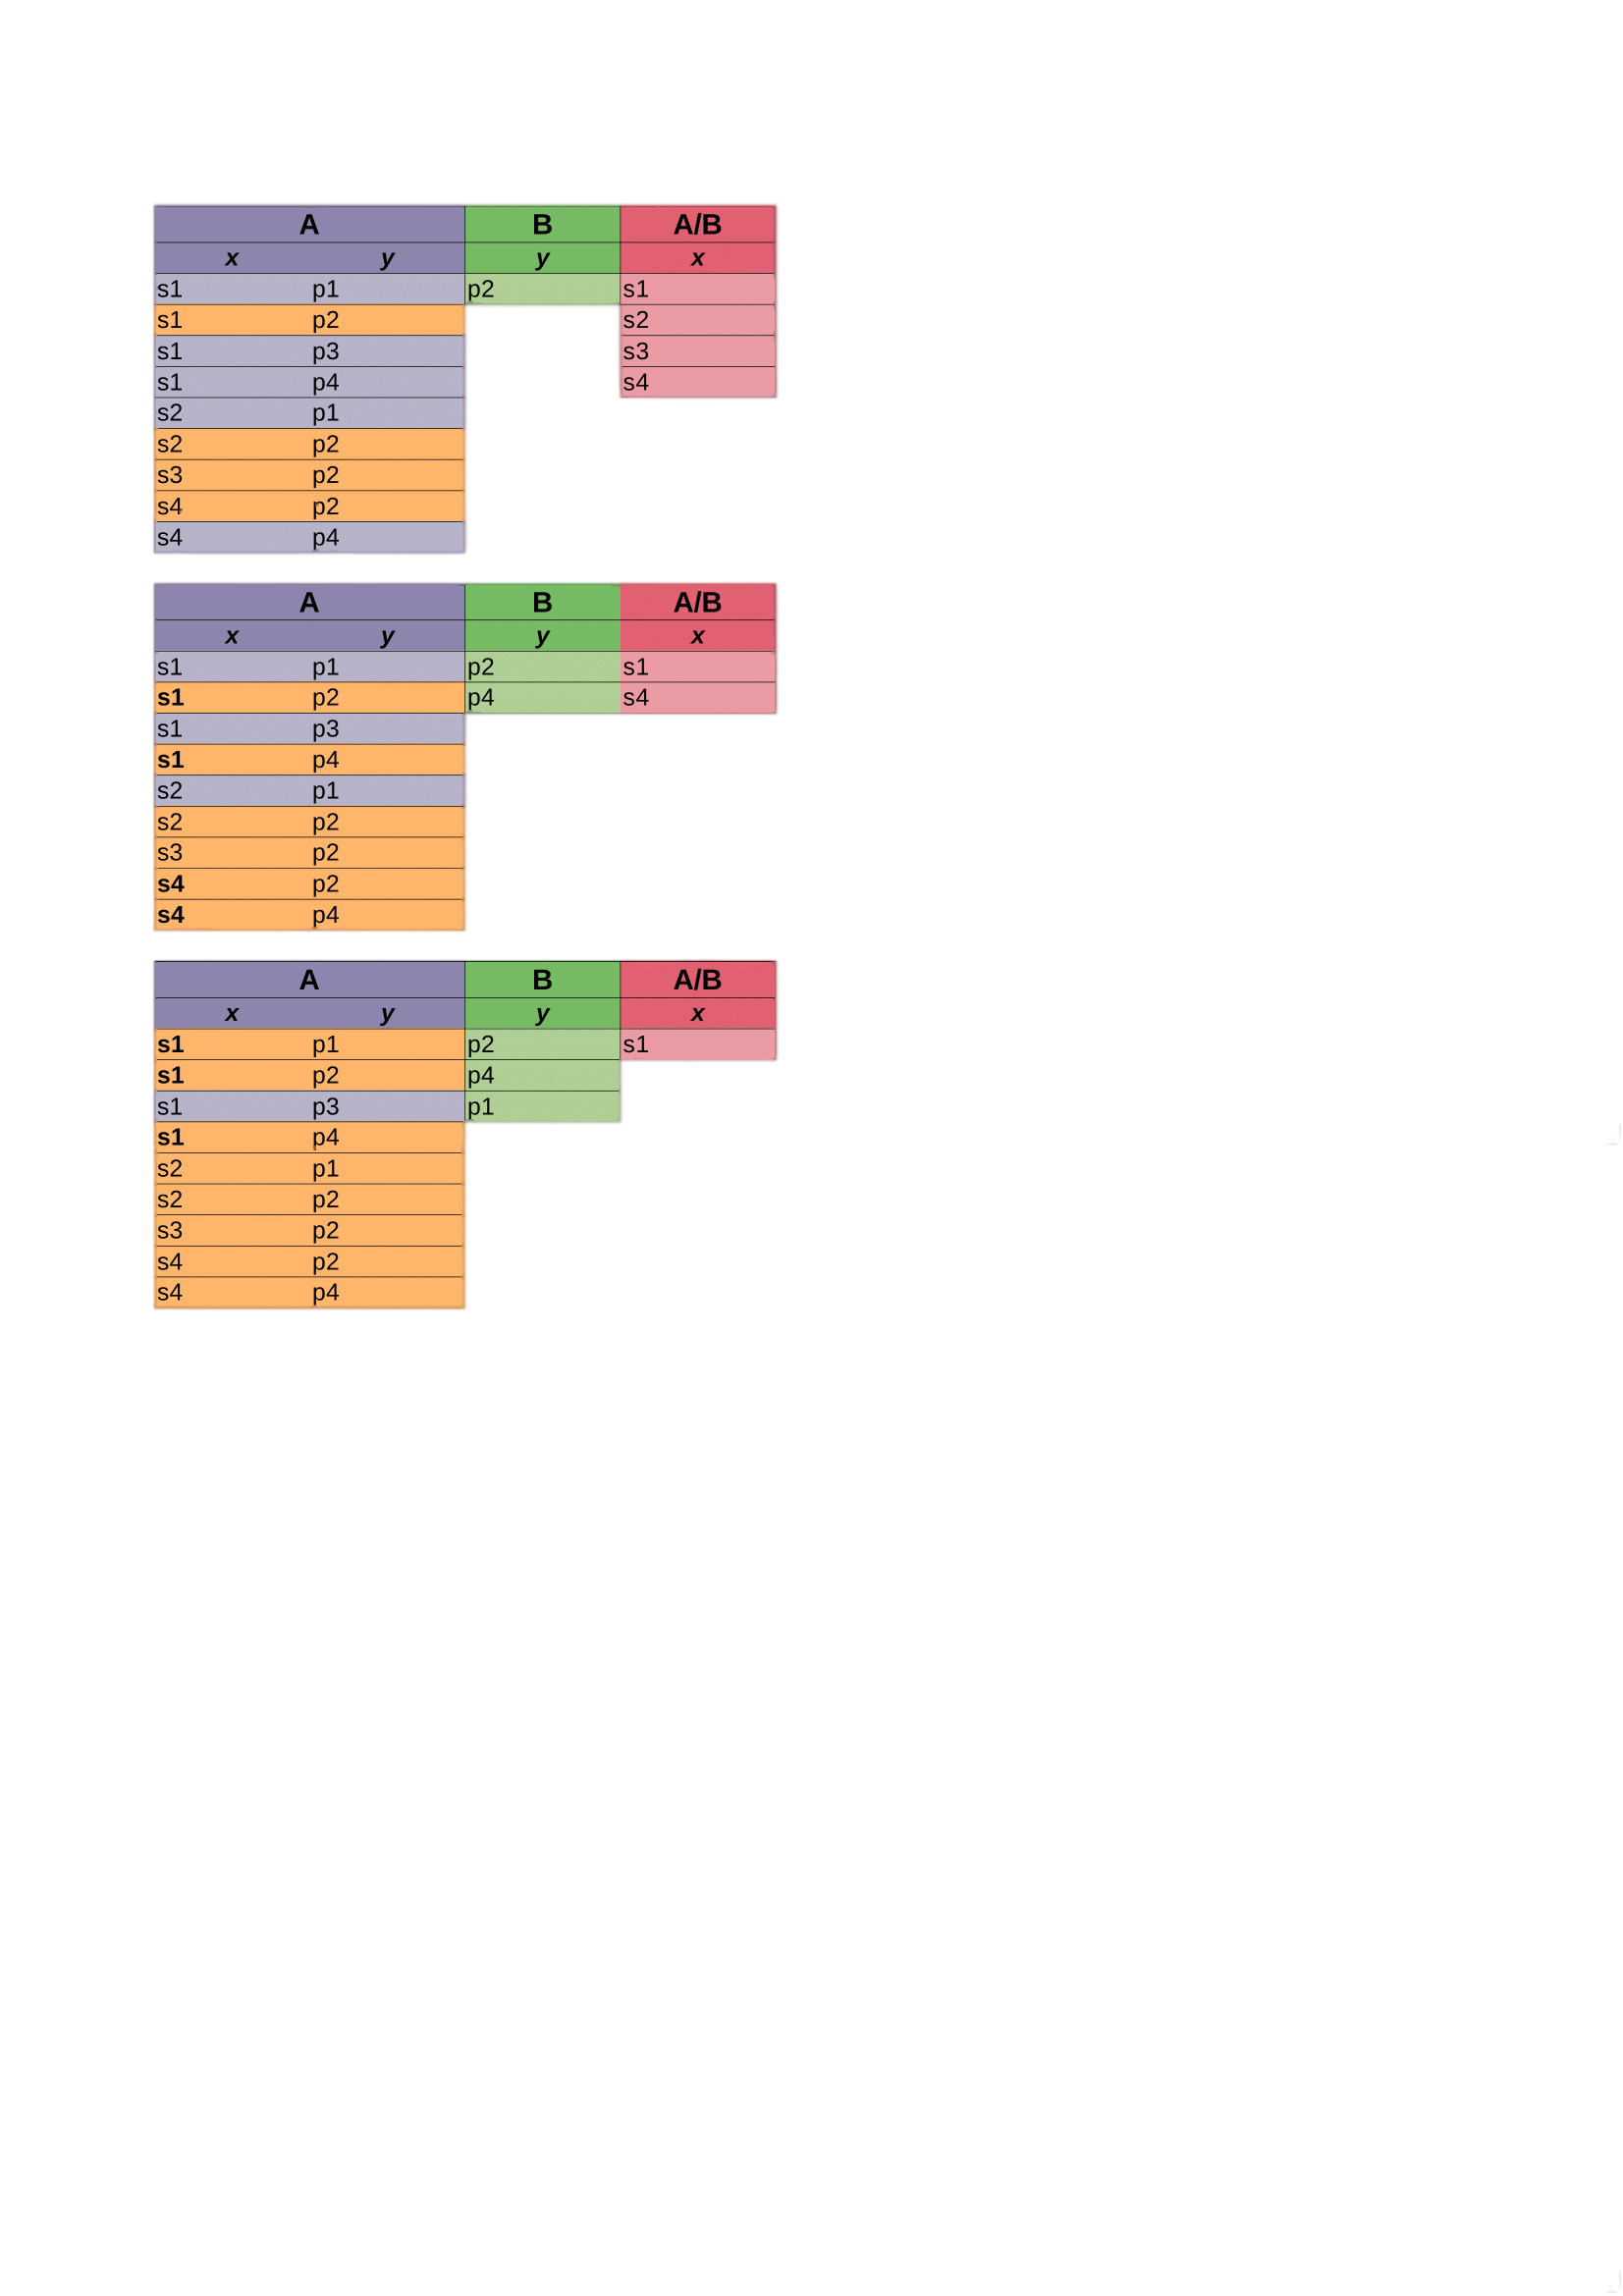 A B A/B
x y y x
s1 p1 p2 s1
s1 p2 s2
s1 p3 s3
s1 p4 s4
s2 p1
s2 p2
s3 p2
s4 p2
s4 p4
A B A/B
x y y x
s1 p1 p2 s1
s1 p2 p4 s4
s1 p3
s1 p4
s2 p1
s2 p2
s3 p2
s4 p2
s4 p4
A B A/B
x y y x
s1 p1 p2 s1
s1 p2 p4
s1 p3 p1
s1 p4
s2 p1
s2 p2
s3 p2
s4 p2
s4 p4